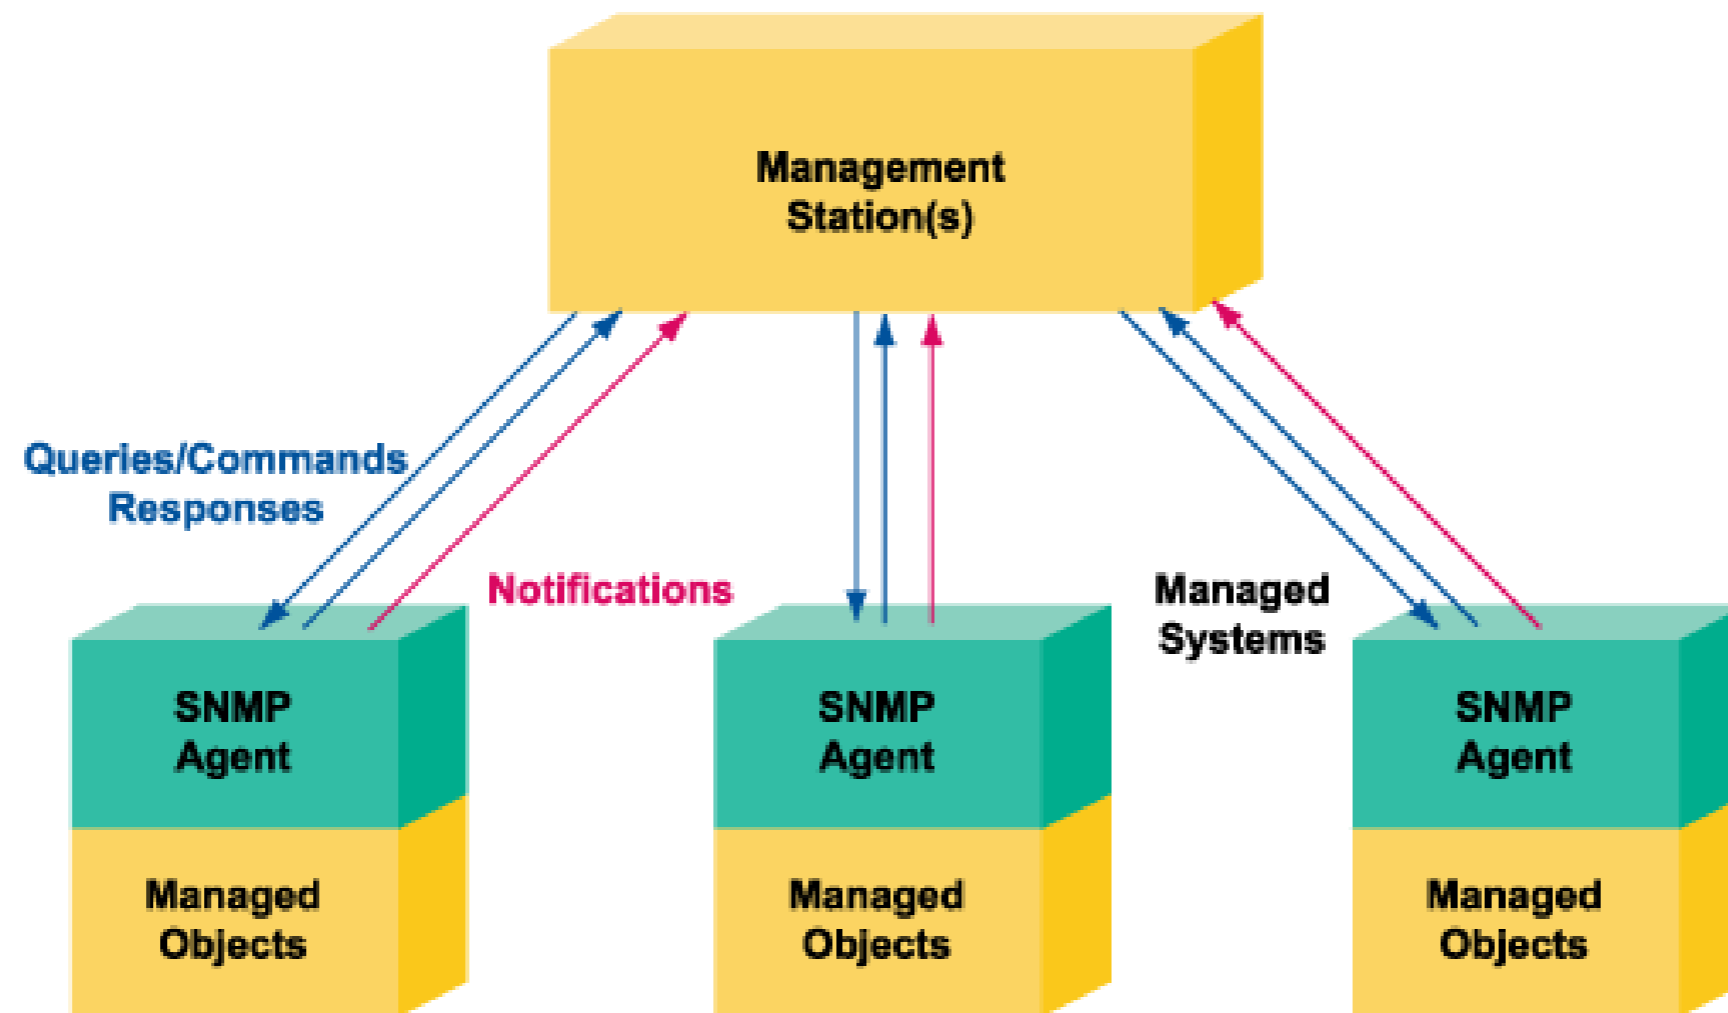 Management
Station(s)
Queries/Commands
Responses
Notifications
Managed
Systems
SNMP
Agent
SNMP
Agent
SNMP
Agent
Managed
Objects
Managed
Objects
Managed
Objects